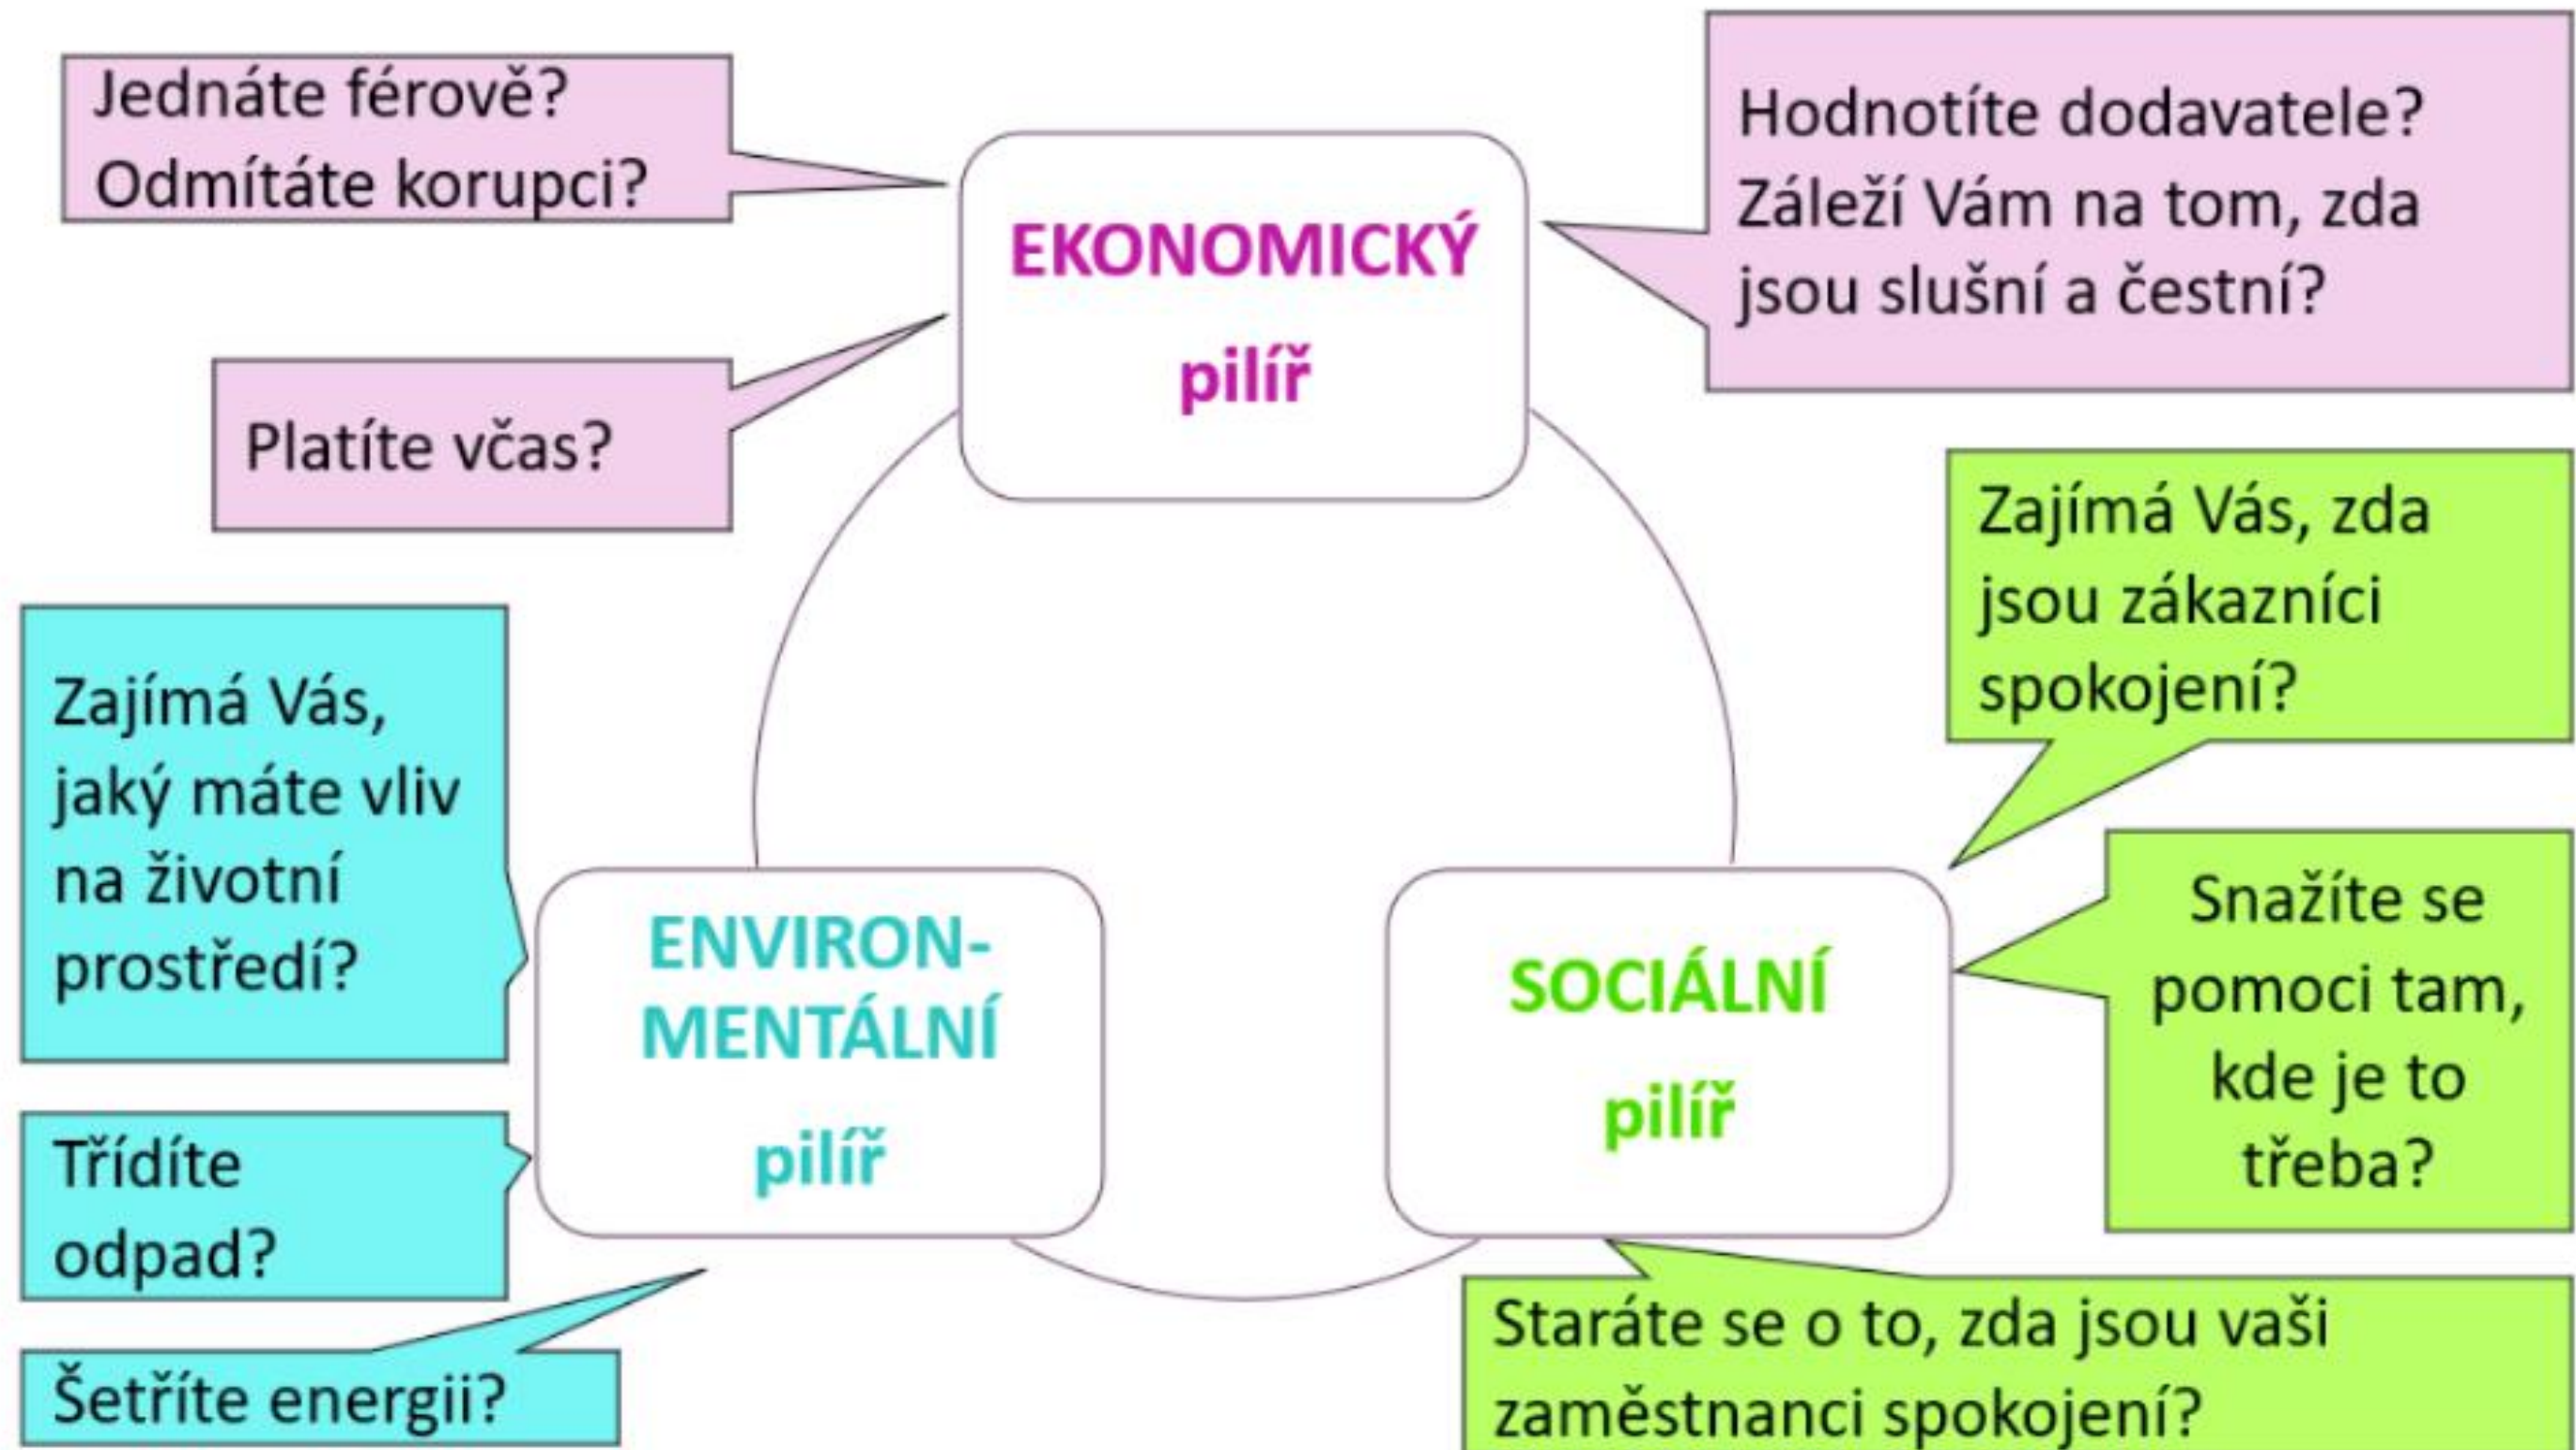 Jednáte férově?
Odmítáte korupci?
EKONOMICKÝ
pilíř
Hodnotíte dodavatele?
Záleží Vám na tom, zda
jsou slušní a čestní?
Platíte včas?
Zajímá Vás, zda
jsou zákazníci
spokojení?
Zajímá Vás,
jaký máte vliv
na životní
prostředí?
ENVIRON-
MENTÁLNÍ
pilíř
SOCIÁLNÍ
pilíř
Snažíte se
pomoci tam,
kde je to
třeba?
Třídíte
odpad?
Šetříte energii?
Staráte se o to, zda jsou vaši
zaměstnanci spokojení?